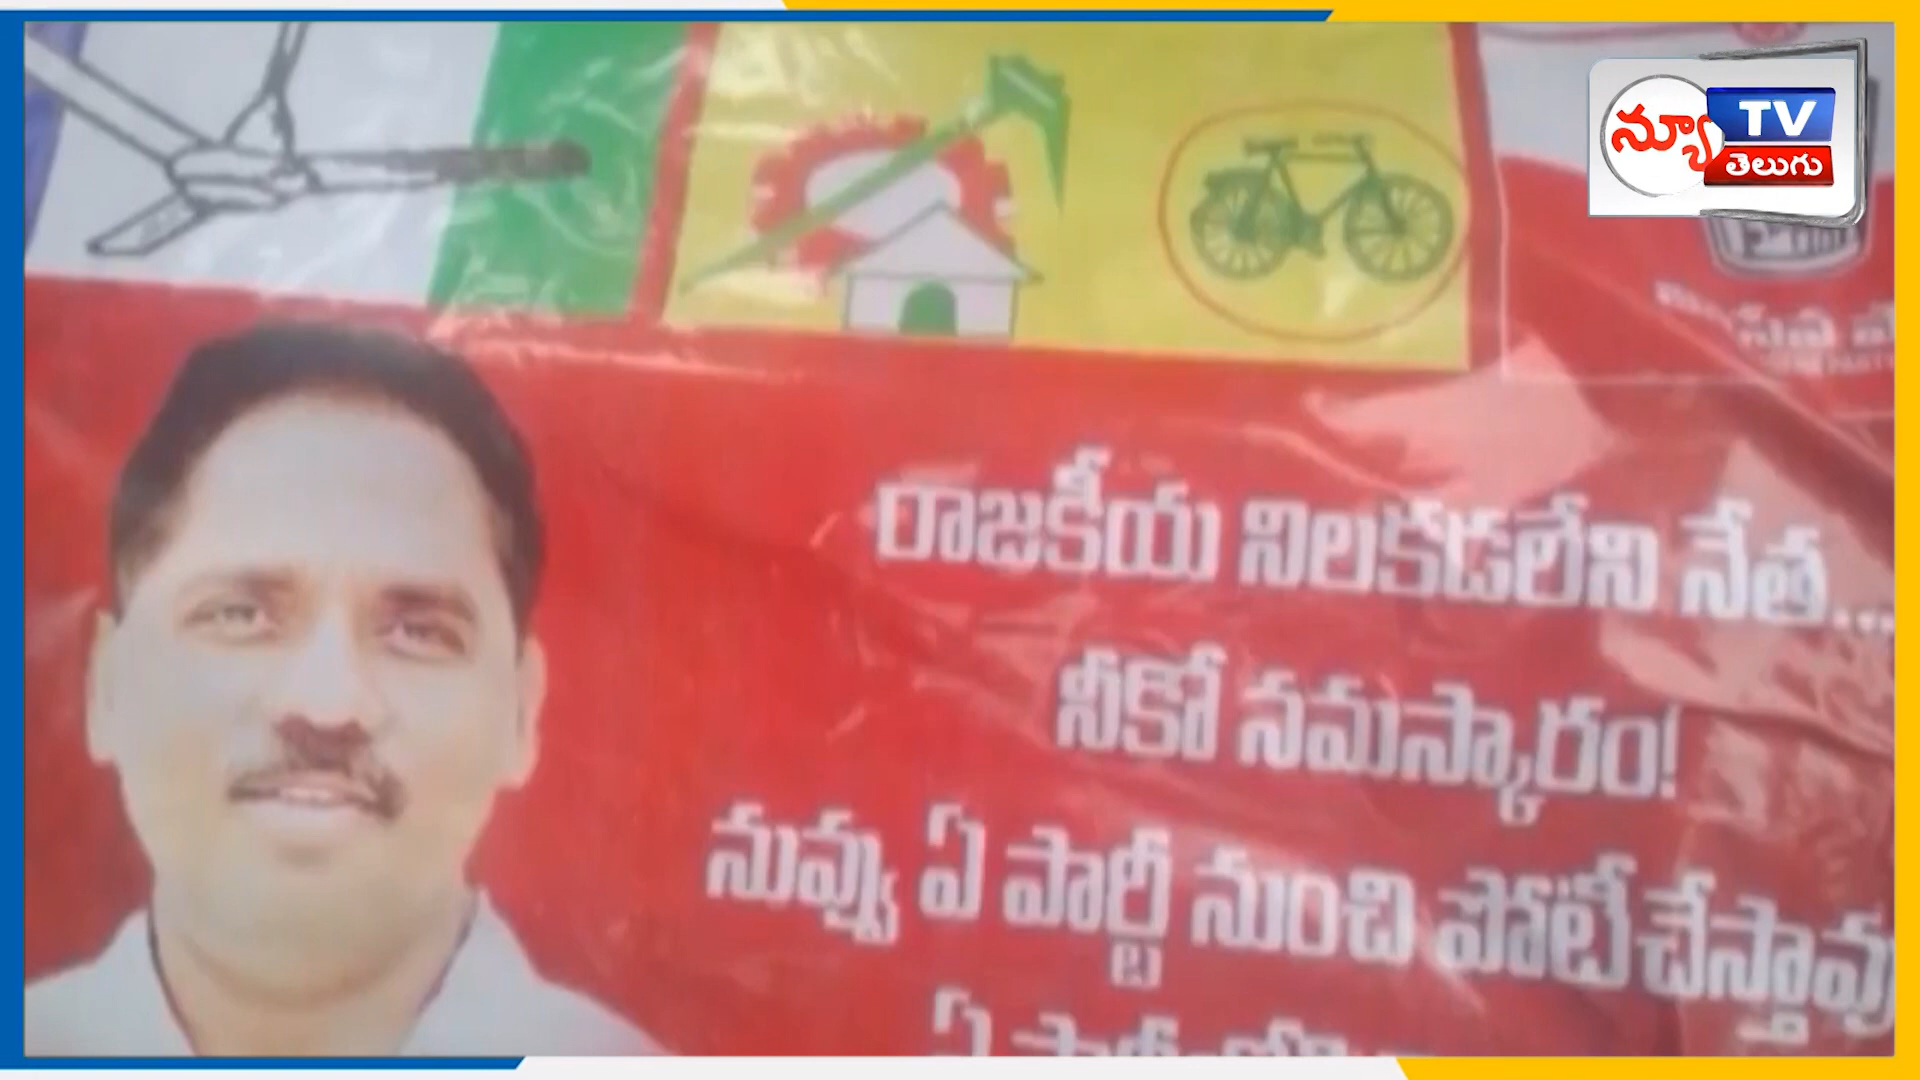 న్యూ TV
తెలుగు
రాజకీయ నిలకడలేని నేత...
నీకో నమస్కారం!
నువ్వు ఏ పార్టీ నుంచి పోటీచేస్తావు
ఏ